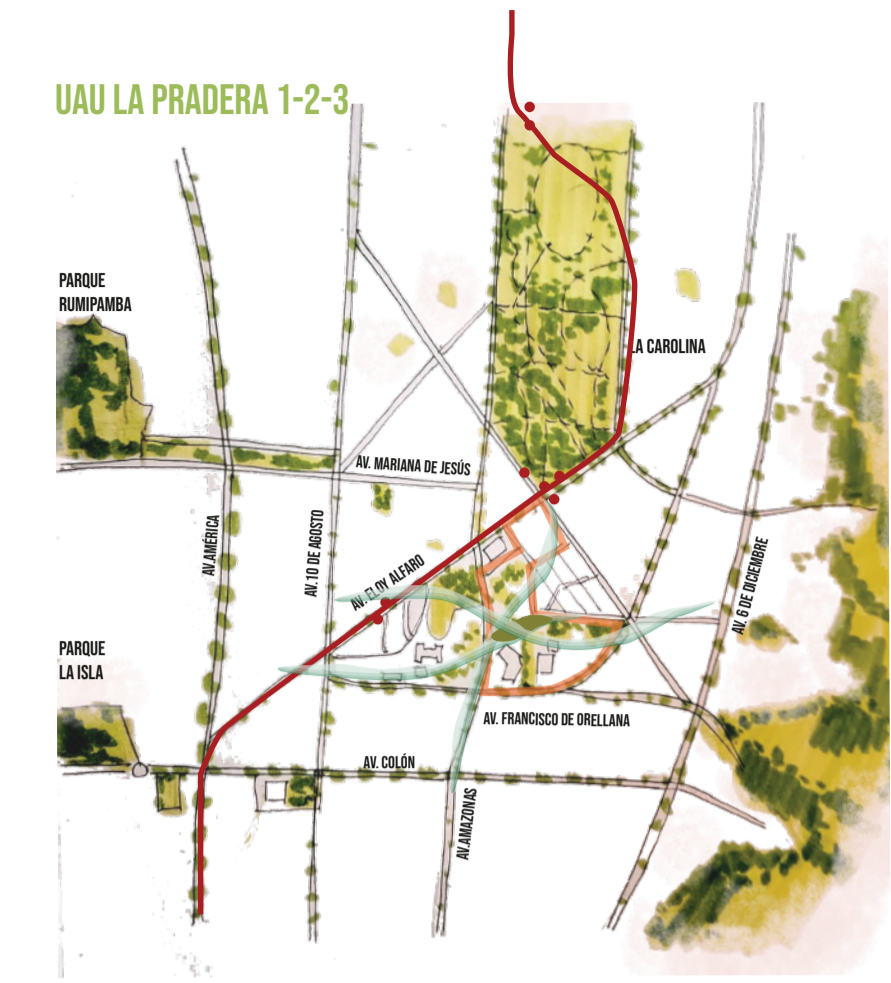 UAU LA PRADERA 1-2-3
PARQUE
RUMIPAMBA
LA CAROLINA
AV. MARIANA DE JESÚS
AV.AMÉRICA
AV.10 DE AGOSTO
AV. ELOY ALFARO
AV. 6 DE DICIEMBRE
PARQUE
LA ISLA
AV. FRANCISCO DE ORELLANA
AV. COLÓN
AV.AMAZONAS